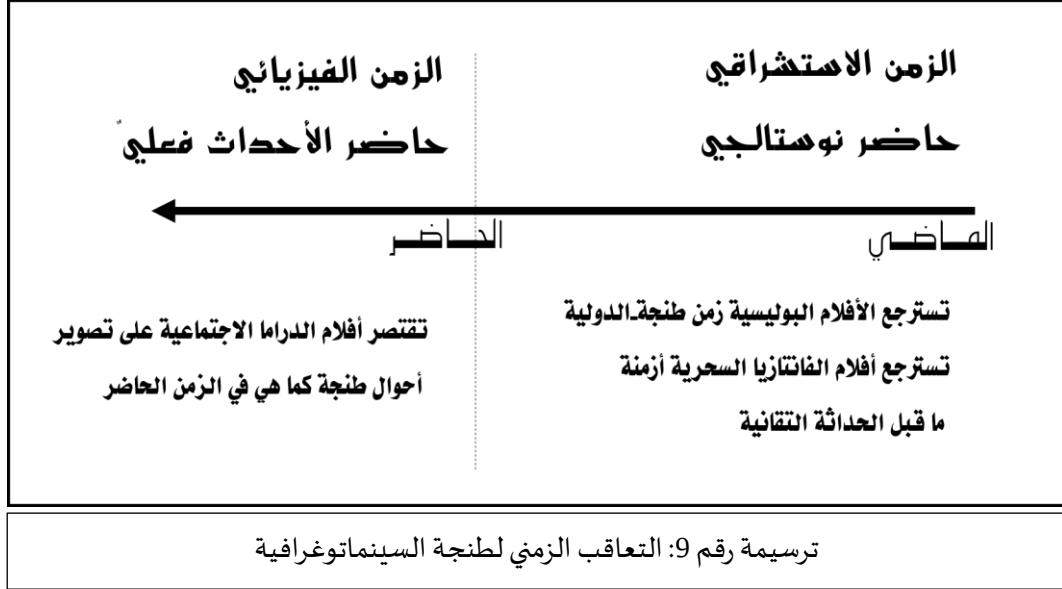 الزمن الاستشراقي
حاضر نوستالجي
الزمن الفيزيائي
حاضر الأحداث فعليّ
الماضي
الحاضر
تسترجع الأفلام البوليسية زمن طنجة-الدولية
تسترجع أفلام الفانتازيا السحرية أزمنة
ما قبل الحداثة التقانية
تقتصر أفلام الدراما الاجتماعية على تصوير
أحوال طنجة كما هي في الزمن الحاضر
ترسيمة رقم 9: التعاقب الزمني لطنجة السينماتوغرافية